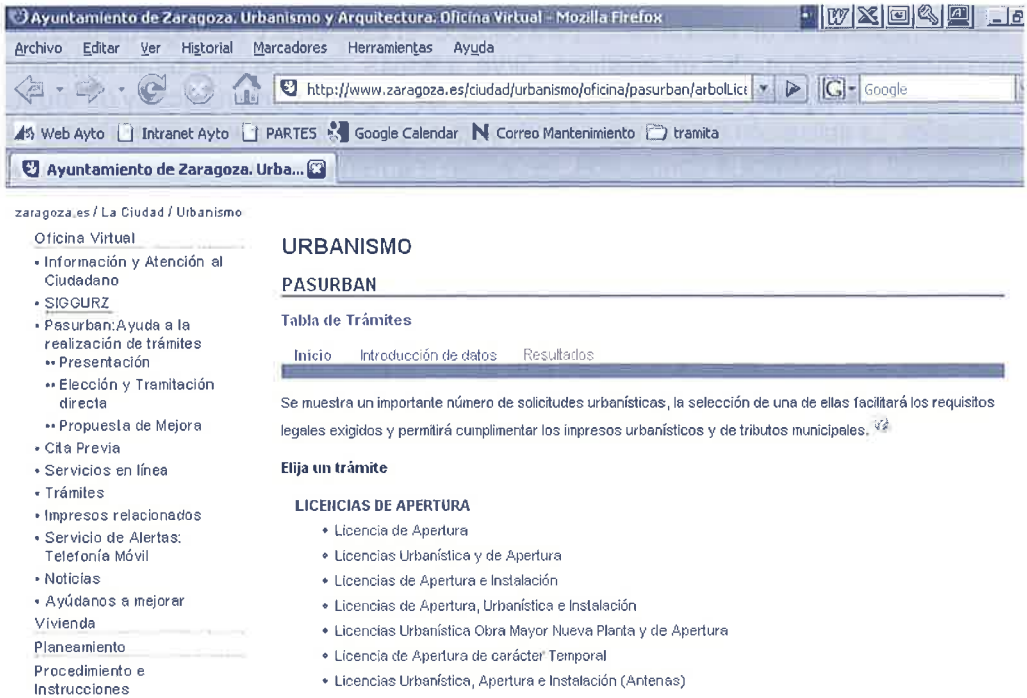 Ayuntamiento de Zaragoza. Urbanismo y Arquitectura. Oficina Virtual - Mozilla Firefox
Archivo Editar Ver Historial Marcadores Herramientas Ayuda
http://www.zaragoza.es/ciudad/urbanismo/oficina/pasurban/arbolLice
G Google
Web Ayto Intranet Ayto PARTES Google Calendar N Correo Mantenimiento tramita
Ayuntamiento de Zaragoza. Urba...
zaragoza.es / La Ciudad / Urbanismo
Oficina Virtual
• Información y Atención al
Ciudadano
• SIGGURZ
• Pasurban:Ayuda a la
realización de trámites
•• Presentación
•• Elección y Tramitación
directa
•• Propuesta de Mejora
• Cita Previa
• Servicios en línea
• Trámites
• Impresos relacionados
• Servicio de Alertas:
Telefonía Móvil
• Noticias
• Ayúdanos a mejorar
Vivienda
Planeamiento
Procedimiento e
Instrucciones
URBANISMO
PASURBAN
Tabla de Trámites
Inicio Introducción de datos Resultados
Se muestra un importante número de solicitudes urbanísticas, la selección de una de ellas facilitará los requisitos
legales exigidos y permitirá cumplimentar los impresos urbanísticos y de tributos municipales.
Elija un trámite
LICENCIAS DE APERTURA
• Licencia de Apertura
• Licencias Urbanística y de Apertura
• Licencias de Apertura e Instalación
• Licencias de Apertura, Urbanística e Instalación
• Licencias Urbanística Obra Mayor Nueva Planta y de Apertura
• Licencia de Apertura de carácter Temporal
• Licencias Urbanística, Apertura e Instalación (Antenas)